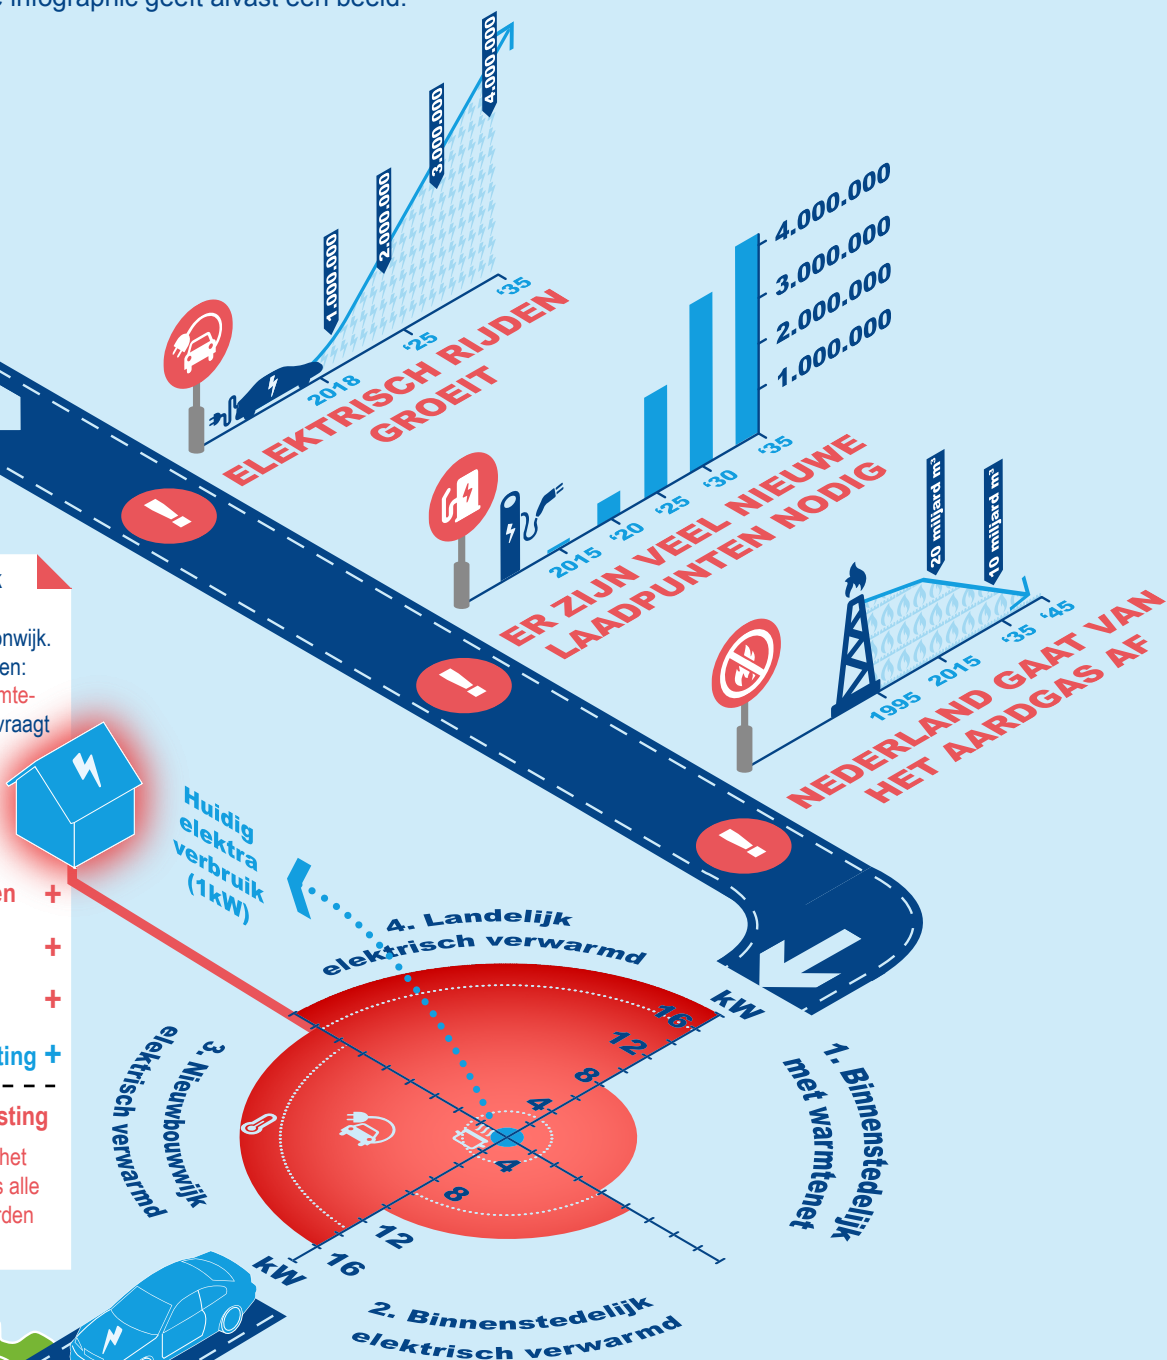 infographic geeft alvast een beeld.
4.000.000
3.000.000
2.000.000
1.000.000
2018
'25
'35
ELEKTRISCH RIJDEN
GROEIT
4.000.000
3.000.000
2.000.000
1.000.000
2015
'20
'25
'30
'35
ER ZIJN VEEL NIEUWE
LAADPUNTEN NODIG
20 miljard m³
10 miljard m³
1995
2015
'35
'45
NEDERLAND GAAT VAN
HET AARDGAS AF
onwijk.
en:
mte-
vraagt
en +
+
+
ting +
sting
het
s alle
rden
Huidig
elektra
verbruik
(1kW)
4. Landelijk
elektrisch verwarmd
kW
16
12
8
4
4
8
12
16
kW
1. Binnenstedelijk
met warmtenet
3. Nieuwbouwwijk
elektrisch verwarmd
2. Binnenstedelijk
elektrisch verwarmd